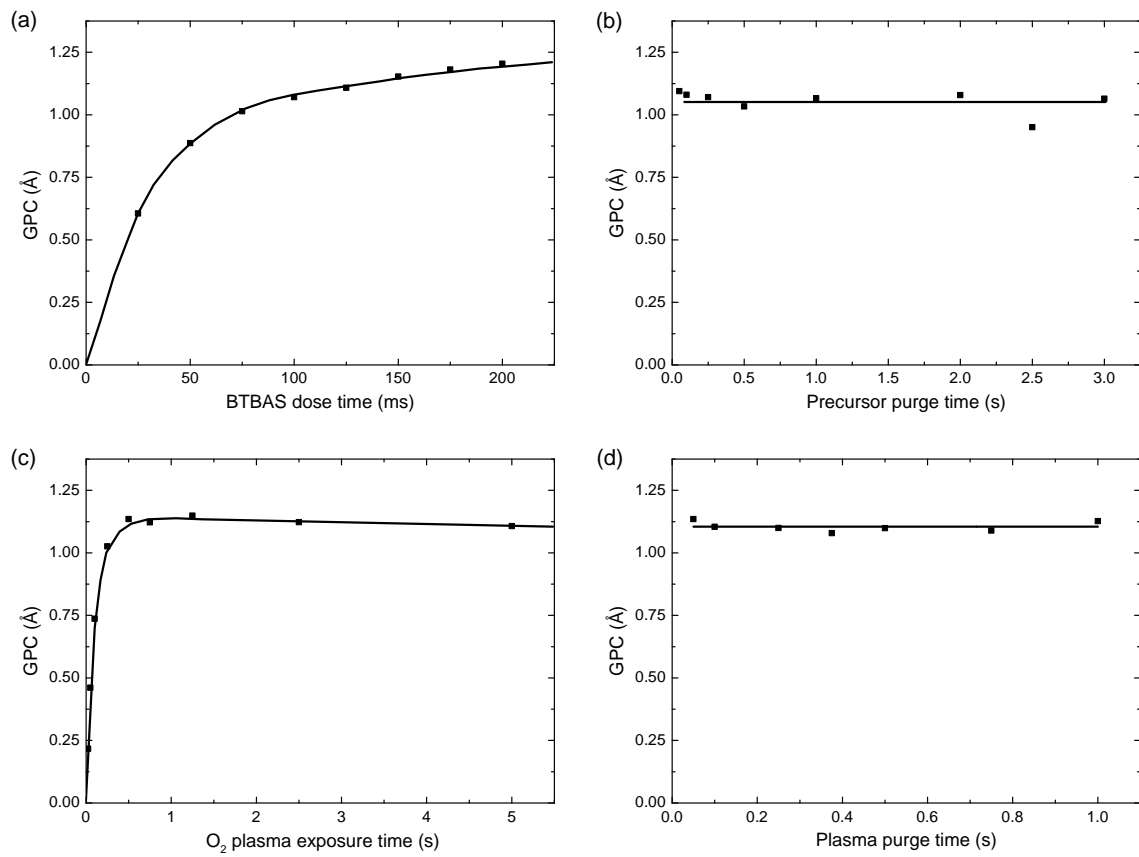 (a)
1.25
1.00
0.75
0.50
0.25
0.00
GPC (Å)
0 50 100 150 200
BTBAS dose time (ms)
(b)
1.25
1.00
0.75
0.50
0.25
0.00
GPC (Å)
0.0 0.5 1.0 1.5 2.0 2.5 3.0
Precursor purge time (s)
(c)
1.25
1.00
0.75
0.50
0.25
0.00
GPC (Å)
0 1 2 3 4 5
O₂ plasma exposure time (s)
(d)
1.25
1.00
0.75
0.50
0.25
0.00
GPC (Å)
0.0 0.2 0.4 0.6 0.8 1.0
Plasma purge time (s)